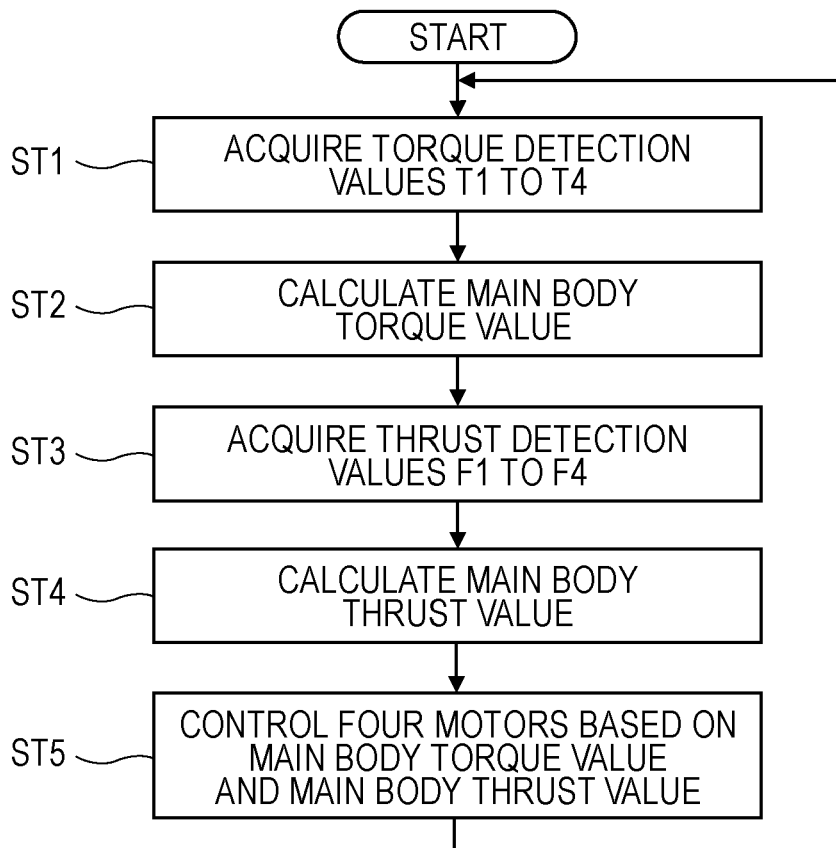 START
ST1
ACQUIRE TORQUE DETECTION
VALUES T1 TO T4
ST2
CALCULATE MAIN BODY
TORQUE VALUE
ST3
ACQUIRE THRUST DETECTION
VALUES F1 TO F4
ST4
CALCULATE MAIN BODY
THRUST VALUE
ST5
CONTROL FOUR MOTORS BASED ON
MAIN BODY TORQUE VALUE
AND MAIN BODY THRUST VALUE